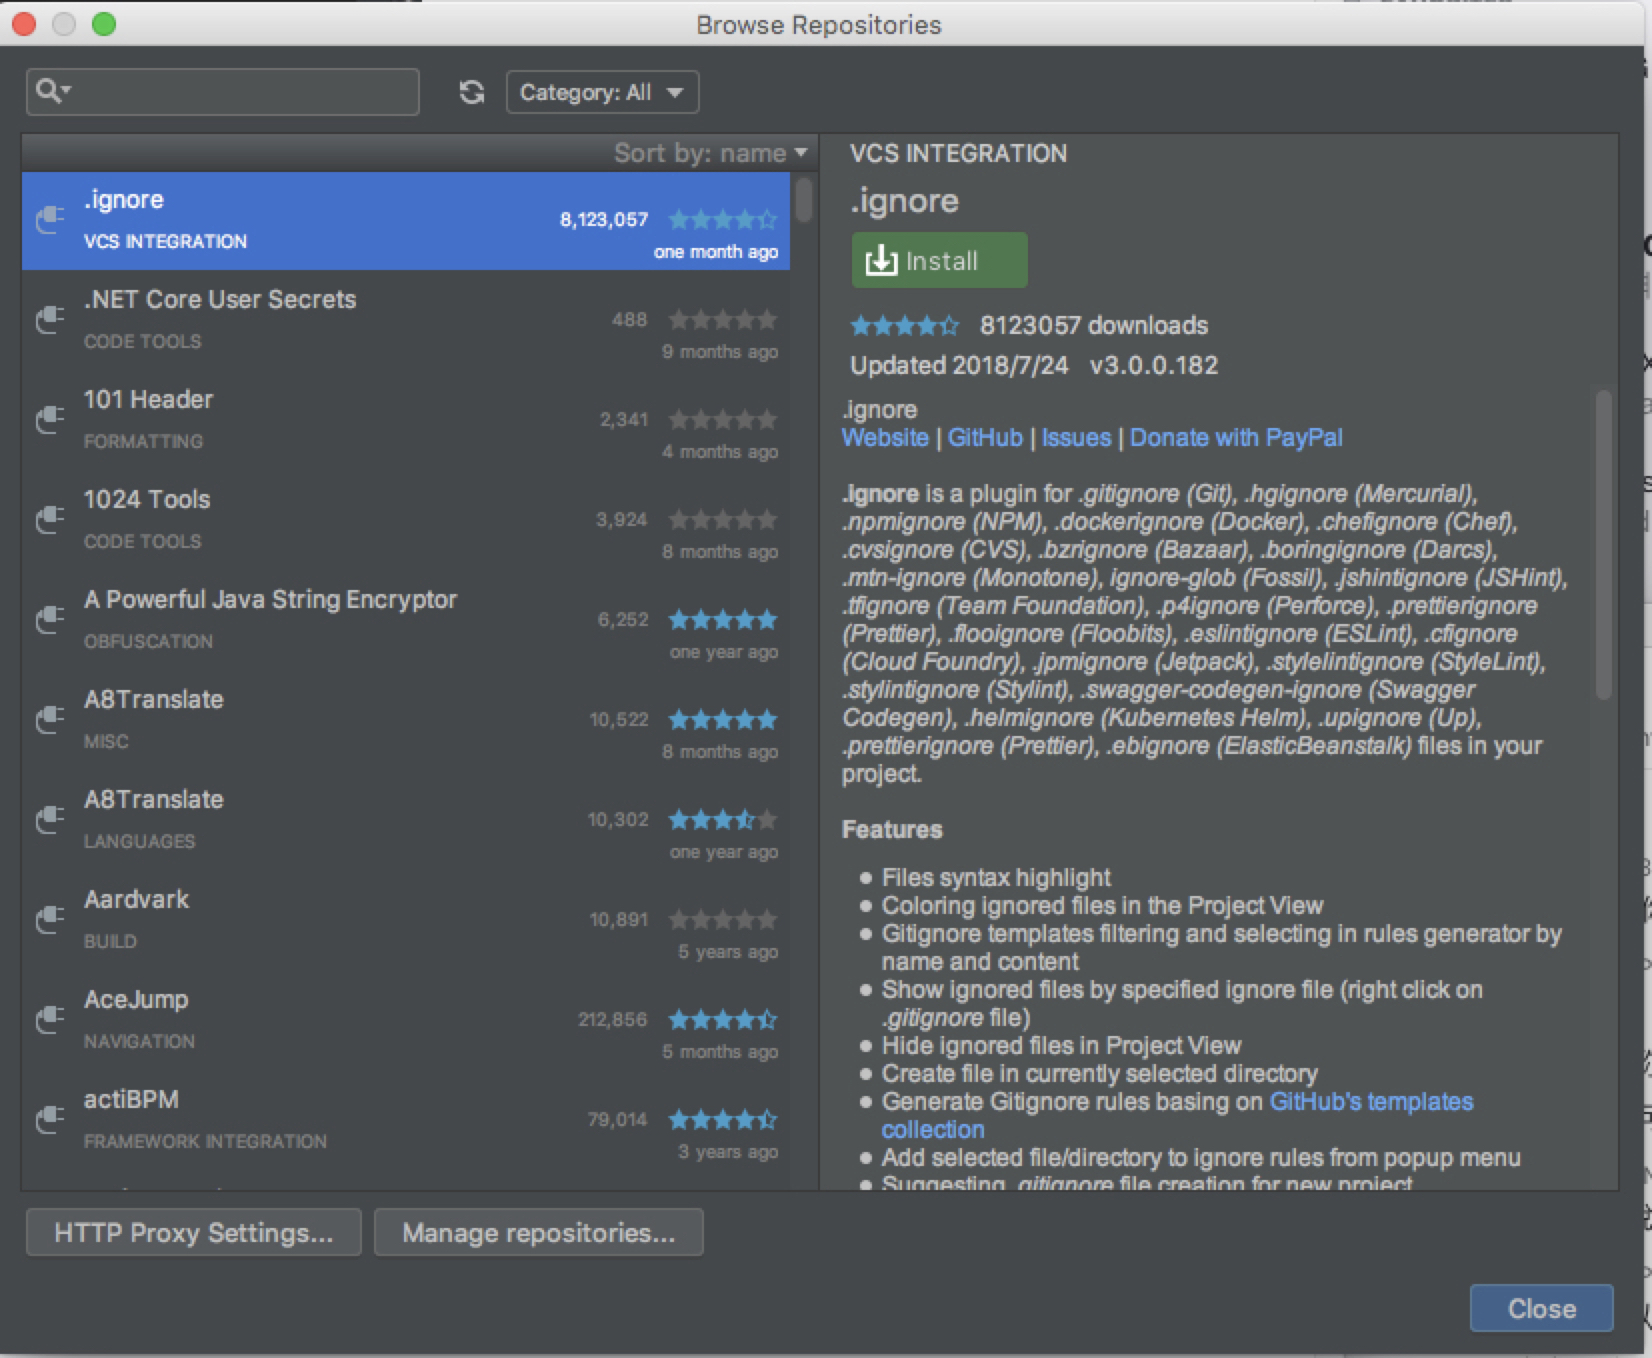 Browse Repositories
Category: All
Sort by: name
.ignore
8,123,057
VCS INTEGRATION
one month ago
.NET Core User Secrets
488
CODE TOOLS
9 months ago
101 Header
2,341
FORMATTING
4 months ago
1024 Tools
3,924
CODE TOOLS
8 months ago
A Powerful Java String Encryptor
6,252
OBFUSCATION
one year ago
A8Translate
10,522
MISC
8 months ago
A8Translate
10,302
LANGUAGES
one year ago
Aardvark
10,891
BUILD
5 years ago
AceJump
212,856
NAVIGATION
5 months ago
actiBPM
79,014
FRAMEWORK INTEGRATION
3 years ago
VCS INTEGRATION
.ignore
Install
8123057 downloads
Updated 2018/7/24 v3.0.0.182
.ignore
Website | GitHub | Issues | Donate with PayPal
.ignore is a plugin for .gitignore (Git), .hgignore (Mercurial),
.npmignore (NPM), .dockerignore (Docker), .chefignore (Chef),
.cvsignore (CVS), .bzrignore (Bazaar), .boringignore (Darcs),
.mtn-ignore (Monotone), ignore-glob (Fossil), .jshintignore (JSHint),
.tfignore (Team Foundation), .p4ignore (Perforce), .prettierignore
(Prettier), .flooignore (Floobits), .eslintignore (ESLint), .cfignore
(Cloud Foundry), .jpmignore (Jetpack), .stylelintignore (StyleLint),
.stylintignore (Stylint), .swagger-codegen-ignore (Swagger
Codegen), .helmignore (Kubernetes Helm), .upignore (Up),
.prettierignore (Prettier), .ebignore (ElasticBeanstalk) files in your
project.
Features
● Files syntax highlight
● Coloring ignored files in the Project View
● Gitignore templates filtering and selecting in rules generator by
name and content
● Show ignored files by specified ignore file (right click on
.gitignore file)
● Hide ignored files in Project View
● Create file in currently selected directory
● Generate Gitignore rules basing on GitHub's templates
collection
● Add selected file/directory to ignore rules from popup menu
● Suggesting .gitignore file creation for new project
HTTP Proxy Settings...
Manage repositories...
Close